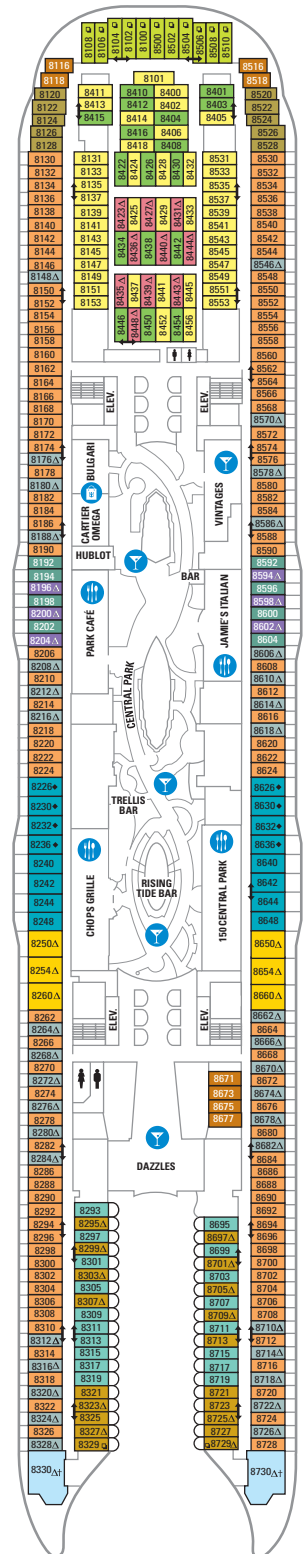 8108 8106 8104 8102 8100 8500 8502 8504 8506 8508 8510
8116 8101 8516
8118 8518
8120 8411 8410 8400 8401 8520
8122 8413 8412 8402 8403 8522
8124 8415 8414 8404 8405 8524
8126 8416 8406 8526
8128 8418 8408 8528
8130 8131 8422 8424 8426 8428 8430 8432 8531 8530
8132 8133 8533 8532
8134 8135 8535 8534
8136 8137 8537 8536
8138 8139 8423△ 8425 8427△ 8429 8431△ 8433 8539 8538
8140 8141 8541 8540
8142 8143 8434 8436△ 8438 8440△ 8442 8444△ 8543 8542
8144 8145 8545 8544
8146 8147 8547 8546△
8148△ 8149 8435△ 8437 8439△ 8441 8443△ 8445 8549 8548
8150 8151 8551 8550
8152 8153 8553 8552
8154 8446 8448△ 8450 8452 8454 8456 8554
8156 8556
8158 8558
8160 8560
8162 8562
8164 ELEV. ELEV. 8564
8166 8566
8168 8568
8170 8570△
8172 8572
8174 8574
8176△ BULGARI 8576
8178 8578△
8180△ CARTIER OMEGA VINTAGES 8580
8182 8582
8184 8584
8186 8586△
8188△ 8588
8190 HUBLOT 8590
8192 BAR 8592
8194 8594△
8196△ PARK CAFÉ JAMIE'S ITALIAN 8596
8198 8598△
8200△ 8600
8202 8602△
8204△ 8604
8206 8606△
8208△ CENTRAL PARK 8608
8210 8610△
8212△ 8612
8214 8614△
8216△ 8616
8218 8618△
8220 8620
8222 8622
8224 8624
8226◆ 8626◆
8230◆ TRELLIS BAR 8630◆
8232◆ 8632◆
8236◆ 8636◆
8240 CHOPS GRILLE 150 CENTRAL PARK 8640
8242 RISING TIDE BAR 8642
8244 8644
8248 8648
8250△ 8650△
8254△ 8654△
8260△ 8660△
8262 ELEV. ELEV. 8662△
8264△ 8664
8266 8666△
8268△ 8668
8270 8671 8670△
8272△ 8673 8672
8274 8675 8674△
8276△ 8677 8676
8278 8678△
8280△ 8680
8282 DAZZLES 8682△
8284△ 8684
8286 8686
8288 8688
8290 8690
8292 8293 8695 8692
8294 8295△ 8697△ 8694
8296 8297 8699 8696
8298 8299△ 8701△ 8698
8300 8301 8703 8700
8302 8303△ 8705△ 8702
8304 8305 8707 8704
8306 8307△ 8709△ 8706
8308 8309 8711 8708
8310 8311 8713 8710△
8312△ 8313 8715 8712
8314 8315 8717 8714△
8316△ 8317 8719 8716
8318 8319 8721 8718△
8320△ 8321 8723 8720
8322 8323△ 8725△ 8722△
8324△ 8325 8727 8724
8326 8327△ 8729△ 8726△
8328△ 8329 8728
8330△† 8730△†